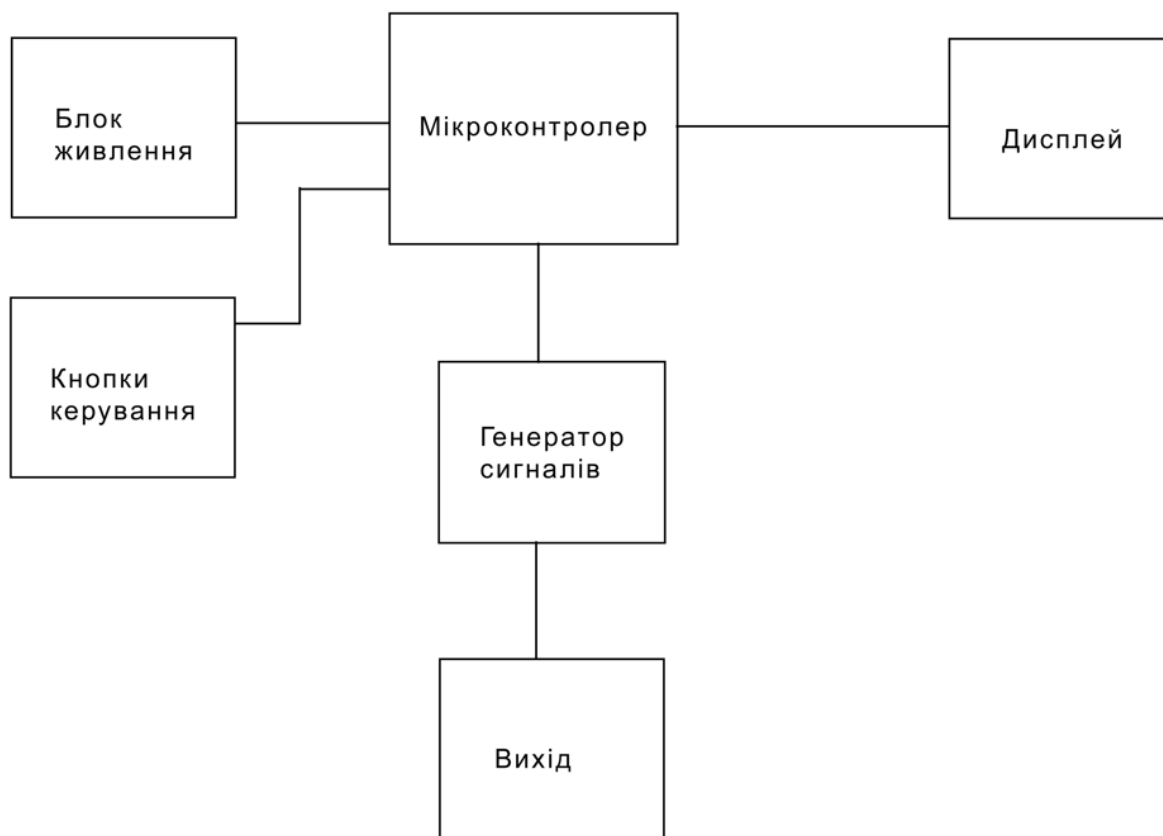 Блок
живлення
Мікроконтролер
Дисплей
Кнопки
керування
Генератор
сигналів
Вихід